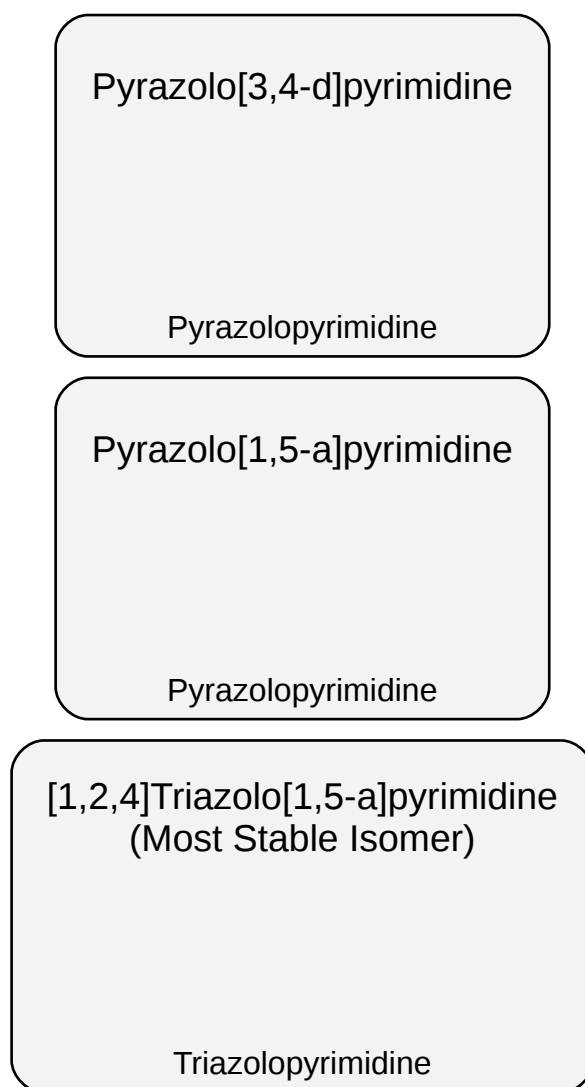 Pyrazolo[3,4-d]pyrimidine
Pyrazolopyrimidine
Pyrazolo[1,5-a]pyrimidine
Pyrazolopyrimidine
[1,2,4]Triazolo[1,5-a]pyrimidine
(Most Stable Isomer)
Triazolopyrimidine